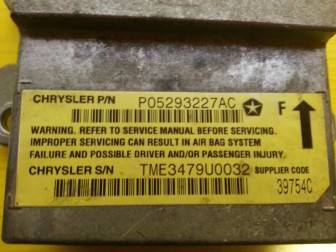 CHRYSLER P/N P05293227AC F
WARNING. REFER TO SERVICE MANUAL BEFORE SERVICING.
IMPROPER SERVICING CAN RESULT IN AIR BAG SYSTEM
FAILURE AND POSSIBLE DRIVER AND/OR PASSENGER INJURY.
CHRYSLER S/N TME3479U0032 SUPPLIER CODE
39754C